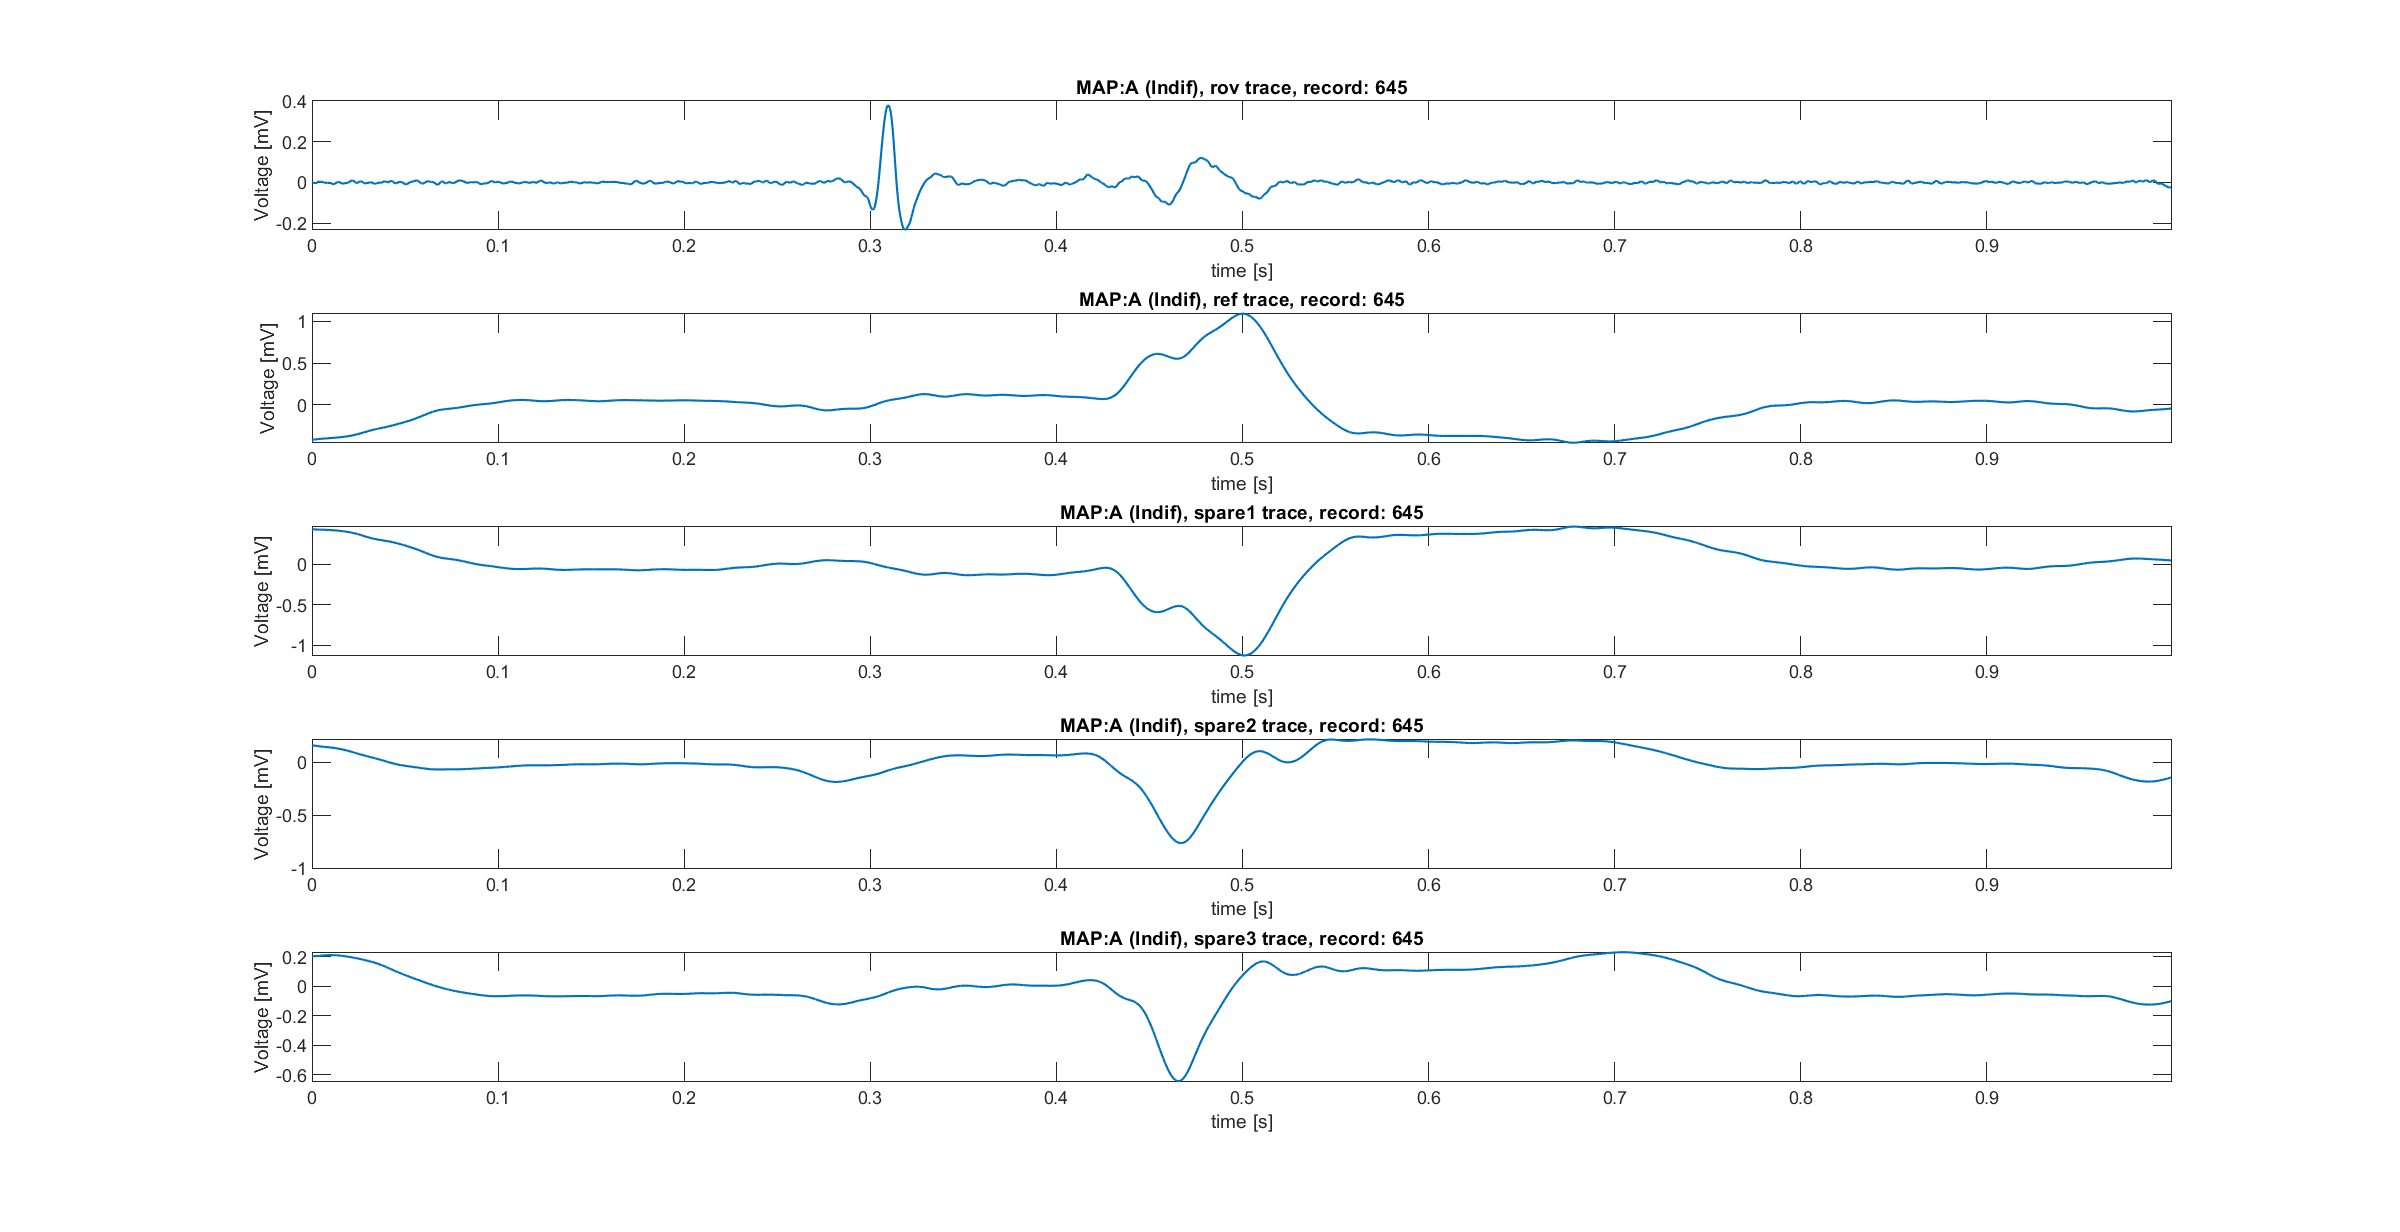 MAP:A (Indif), rov trace, record: 645
Voltage [mV]
0.4
0.2
0
-0.2
0 0.1 0.2 0.3 0.4 0.5 0.6 0.7 0.8 0.9
time [s]
MAP:A (Indif), ref trace, record: 645
Voltage [mV]
1
0.5
0
0 0.1 0.2 0.3 0.4 0.5 0.6 0.7 0.8 0.9
time [s]
MAP:A (Indif), spare1 trace, record: 645
Voltage [mV]
0
-0.5
-1
0 0.1 0.2 0.3 0.4 0.5 0.6 0.7 0.8 0.9
time [s]
MAP:A (Indif), spare2 trace, record: 645
Voltage [mV]
0
-0.5
-1
0 0.1 0.2 0.3 0.4 0.5 0.6 0.7 0.8 0.9
time [s]
MAP:A (Indif), spare3 trace, record: 645
Voltage [mV]
0.2
0
-0.2
-0.4
-0.6
0 0.1 0.2 0.3 0.4 0.5 0.6 0.7 0.8 0.9
time [s]